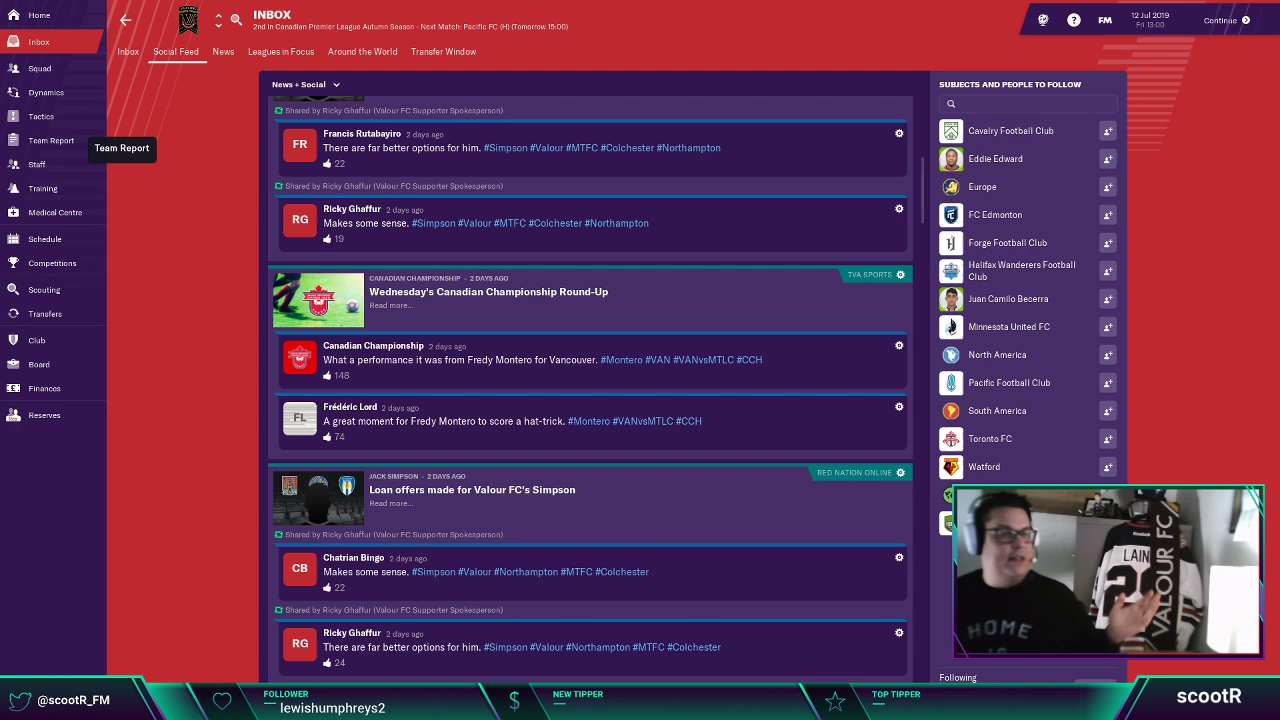 Home
Inbox
Squad
Dynamics
Tactics
Team Report
Staff
Training
Medical Centre
Schedule
Competitions
Scouting
Transfers
Club
Board
Finances
Reserves
Team Report
INBOX
2nd in Canadian Premier League Autumn Season - Next Match: Pacific FC (H) (Tomorrow 15:00)
FM
12 Jul 2019
Fri 13:00
Continue
Inbox
Social Feed
News
Leagues in Focus
Around the World
Transfer Window
News + Social
Shared by Ricky Ghaffur (Valour FC Supporter Spokesperson)
FR
Francis Rutabayiro 2 days ago
There are far better options for him. #Simpson #Valour #MTFC #Colchester #Northampton
22
Shared by Ricky Ghaffur (Valour FC Supporter Spokesperson)
RG
Ricky Ghaffur 2 days ago
Makes some sense. #Simpson #Valour #MTFC #Colchester #Northampton
19
CANADIAN CHAMPIONSHIP - 2 DAYS AGO
TVA SPORTS
Wednesday's Canadian Championship Round-Up
Read more...
Canadian Championship 2 days ago
What a performance it was from Fredy Montero for Vancouver. #Montero #VAN #VANvsMTLC #CCH
148
FL
Frédéric Lord 2 days ago
A great moment for Fredy Montero to score a hat-trick. #Montero #VANvsMTLC #CCH
74
JACK SIMPSON - 2 DAYS AGO
RED NATION ONLINE
Loan offers made for Valour FC's Simpson
Read more...
Shared by Ricky Ghaffur (Valour FC Supporter Spokesperson)
CB
Chatrian Bingo 2 days ago
Makes some sense. #Simpson #Valour #Northampton #MTFC #Colchester
22
Shared by Ricky Ghaffur (Valour FC Supporter Spokesperson)
RG
Ricky Ghaffur 2 days ago
There are far better options for him. #Simpson #Valour #Northampton #MTFC #Colchester
24
SUBJECTS AND PEOPLE TO FOLLOW
Cavalry Football Club
Eddie Edward
Europe
FC Edmonton
Forge Football Club
Halifax Wanderers Football
Club
Juan Camilo Becerra
Minnesota United FC
North America
Pacific Football Club
South America
Toronto FC
Watford
LAIN
VALOUR FC
HOME
Following
@scootR_FM
FOLLOWER
lewishumphreys2
NEW TIPPER
TOP TIPPER
scootR